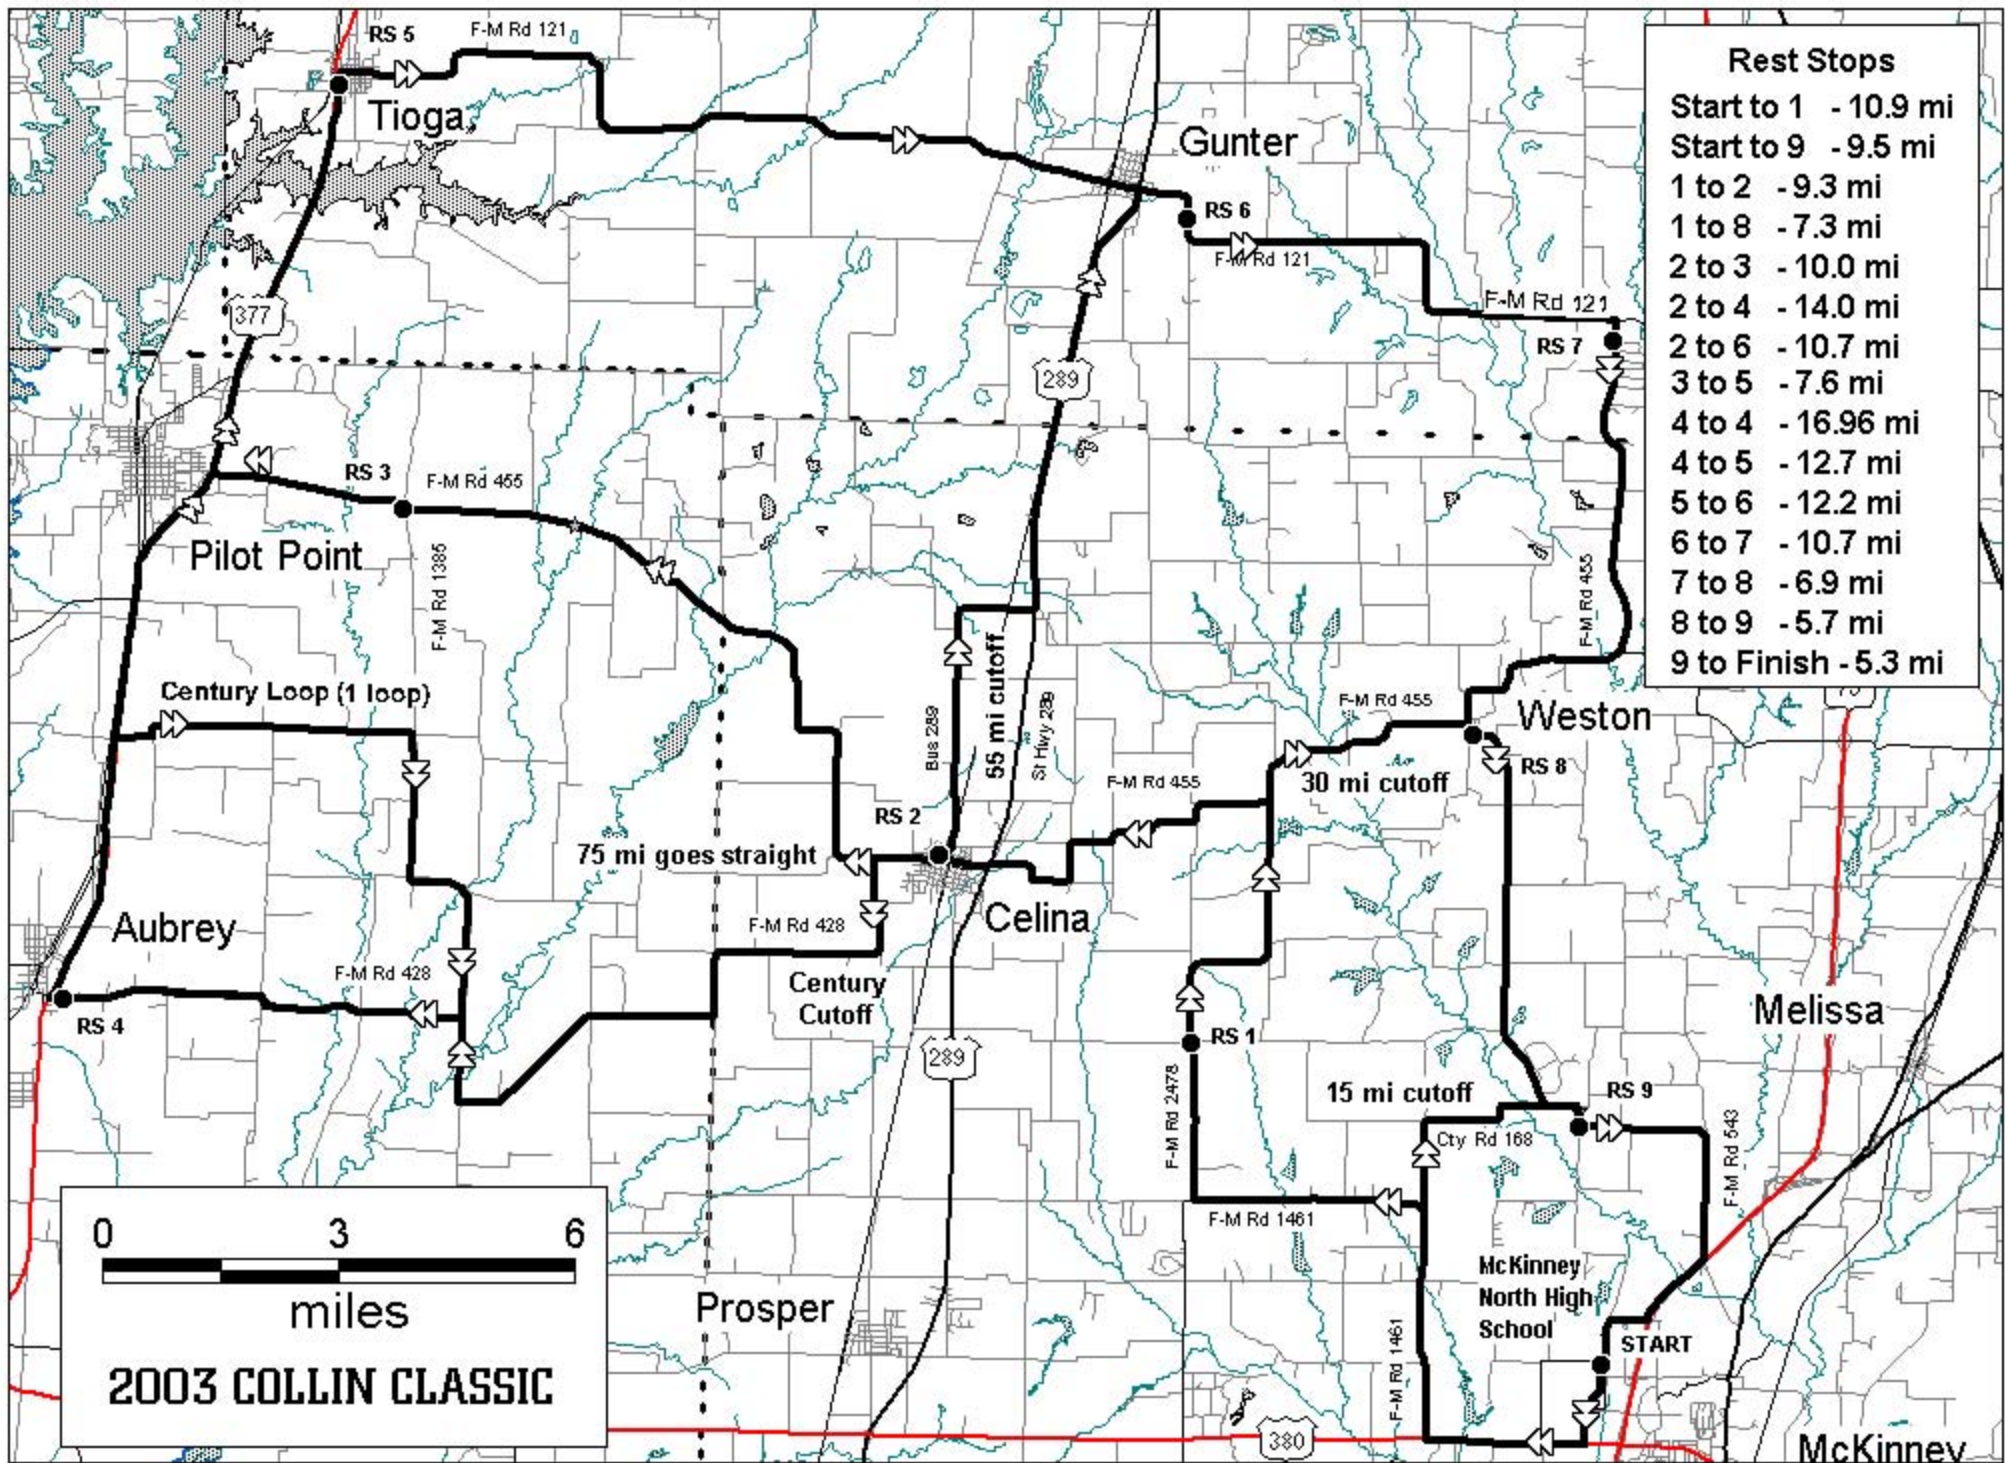 RS 5
F-M Rd 121
Tioga
Gunter
RS 6
F-M Rd 121
F-M Rd 121
RS 7
377
289
Rest Stops
Start to 1 - 10.9 mi
Start to 9 - 9.5 mi
1 to 2 - 9.3 mi
1 to 8 - 7.3 mi
2 to 3 - 10.0 mi
2 to 4 - 14.0 mi
2 to 6 - 10.7 mi
3 to 5 - 7.6 mi
4 to 4 - 16.96 mi
4 to 5 - 12.7 mi
5 to 6 - 12.2 mi
6 to 7 - 10.7 mi
7 to 8 - 6.9 mi
8 to 9 - 5.7 mi
9 to Finish - 5.3 mi
RS 3
F-M Rd 455
Pilot Point
F-M Rd 1385
F-M Rd 455
Century Loop (1 loop)
Bus 289
55 mi cutoff
St Hwy 289
F-M Rd 455
Weston
RS 8
30 mi cutoff
F-M Rd 455
RS 2
75 mi goes straight
Aubrey
F-M Rd 428
Celina
F-M Rd 428
Century
Cutoff
RS 4
Melissa
RS 1
289
F-M Rd 2478
15 mi cutoff
RS 9
Cty Rd 168
F-M Rd 543
F-M Rd 1461
McKinney
North High
School
START
Prosper
F-M Rd 1461
380
McKinney
0 3 6
miles
2003 COLLIN CLASSIC